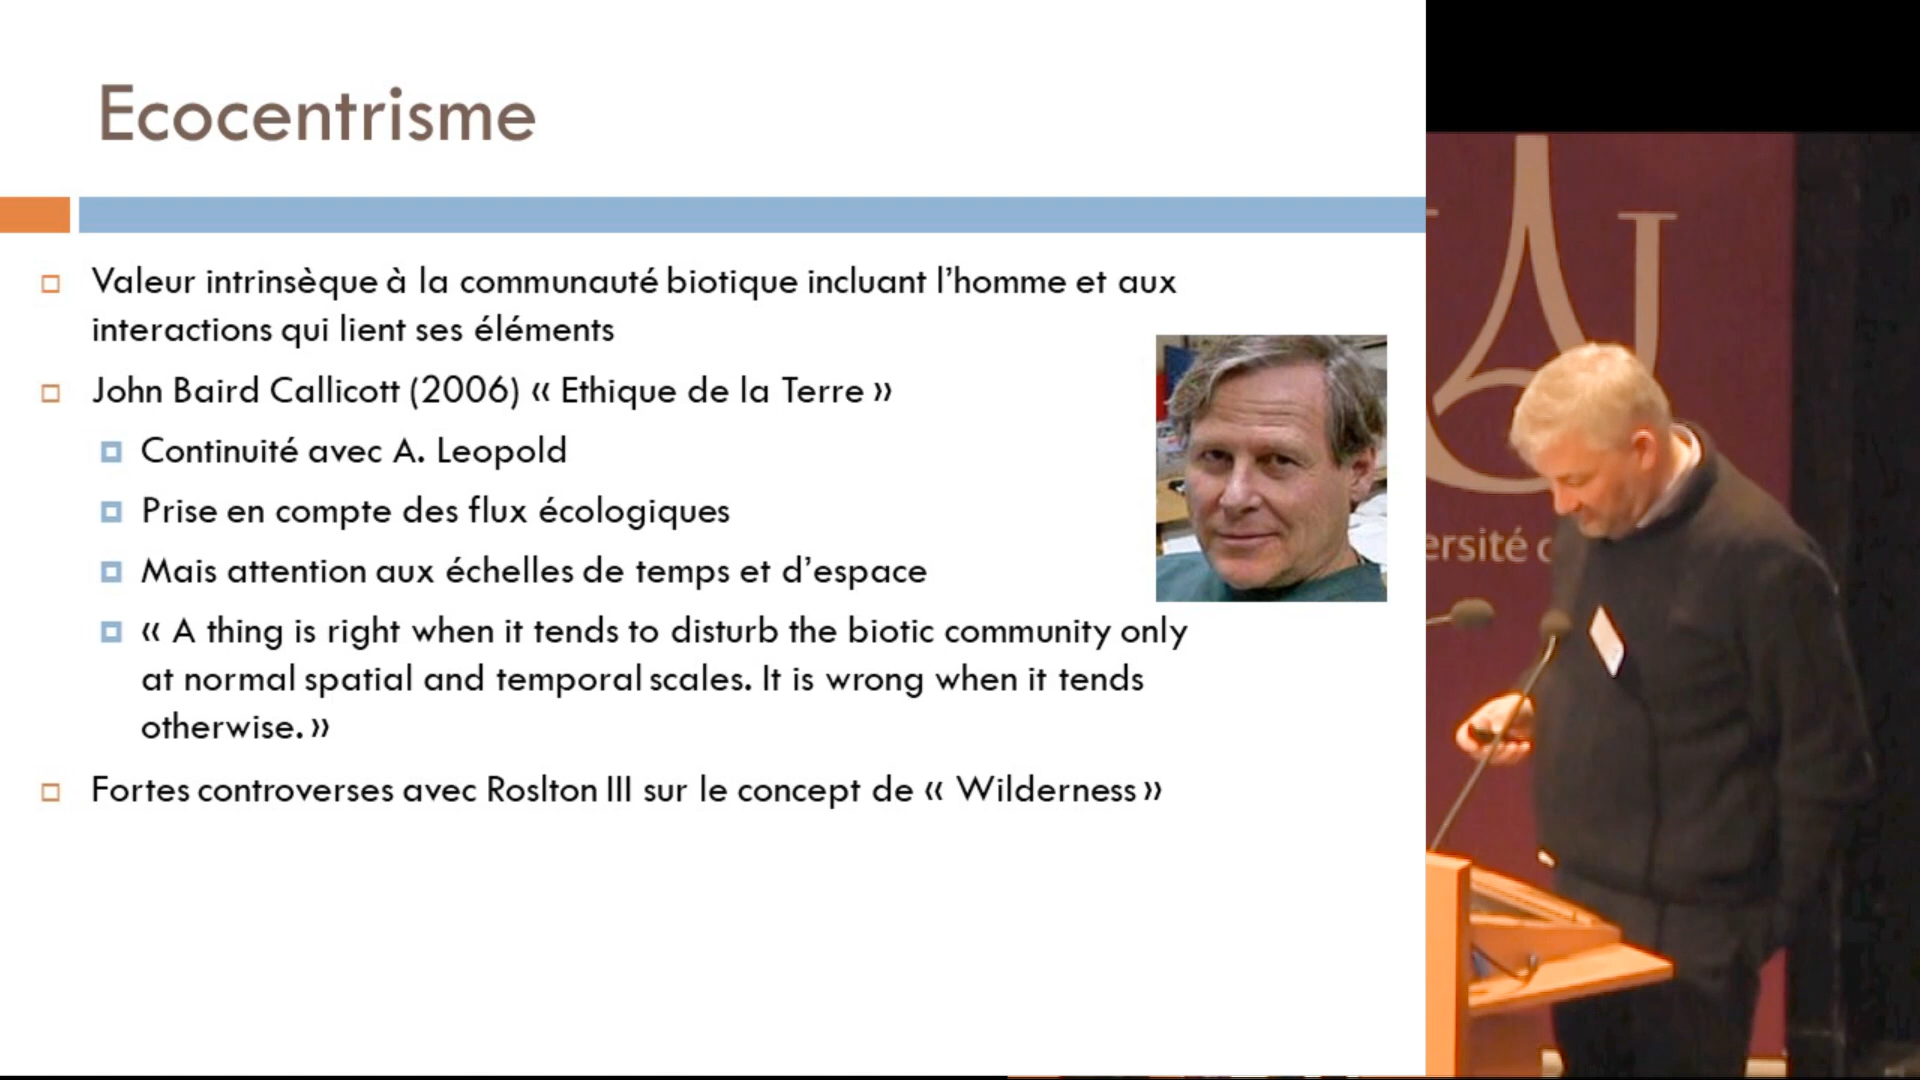 Ecocentrisme
Valeur intrinsèque à la communauté biotique incluant l'homme et aux
interactions qui lient ses éléments
John Baird Callicott (2006) « Ethique de la Terre »
Continuité avec A. Leopold
Prise en compte des flux écologiques
Mais attention aux échelles de temps et d'espace
« A thing is right when it tends to disturb the biotic community only
at normal spatial and temporal scales. It is wrong when it tends
otherwise. »
Fortes controverses avec Roslton III sur le concept de « Wilderness »